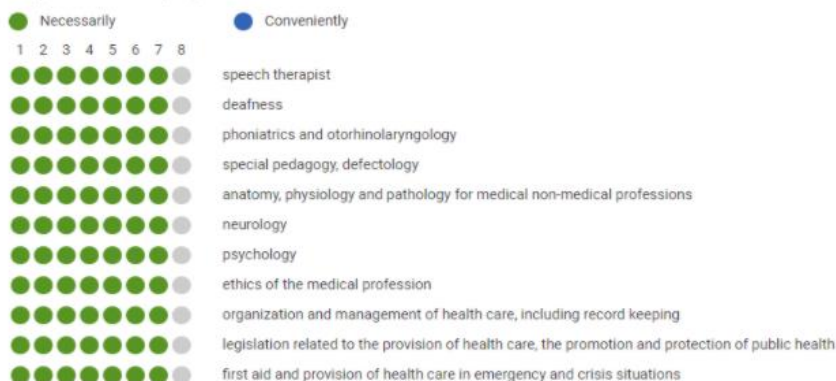 Necessarily Conveniently
1 2 3 4 5 6 7 8
speech therapist
deafness
phoniatrics and otorhinolaryngology
special pedagogy, defectology
anatomy, physiology and pathology for medical non-medical professions
neurology
psychology
ethics of the medical profession
organization and management of health care, including record keeping
legislation related to the provision of health care, the promotion and protection of public health
first aid and provision of health care in emergency and crisis situations